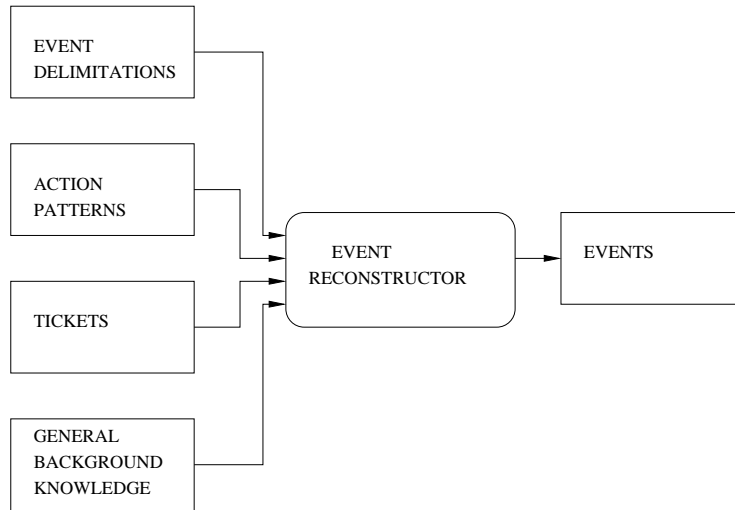 EVENT
DELIMITATIONS
ACTION
PATTERNS
TICKETS
GENERAL
BACKGROUND
KNOWLEDGE
EVENT
RECONSTRUCTOR
EVENTS